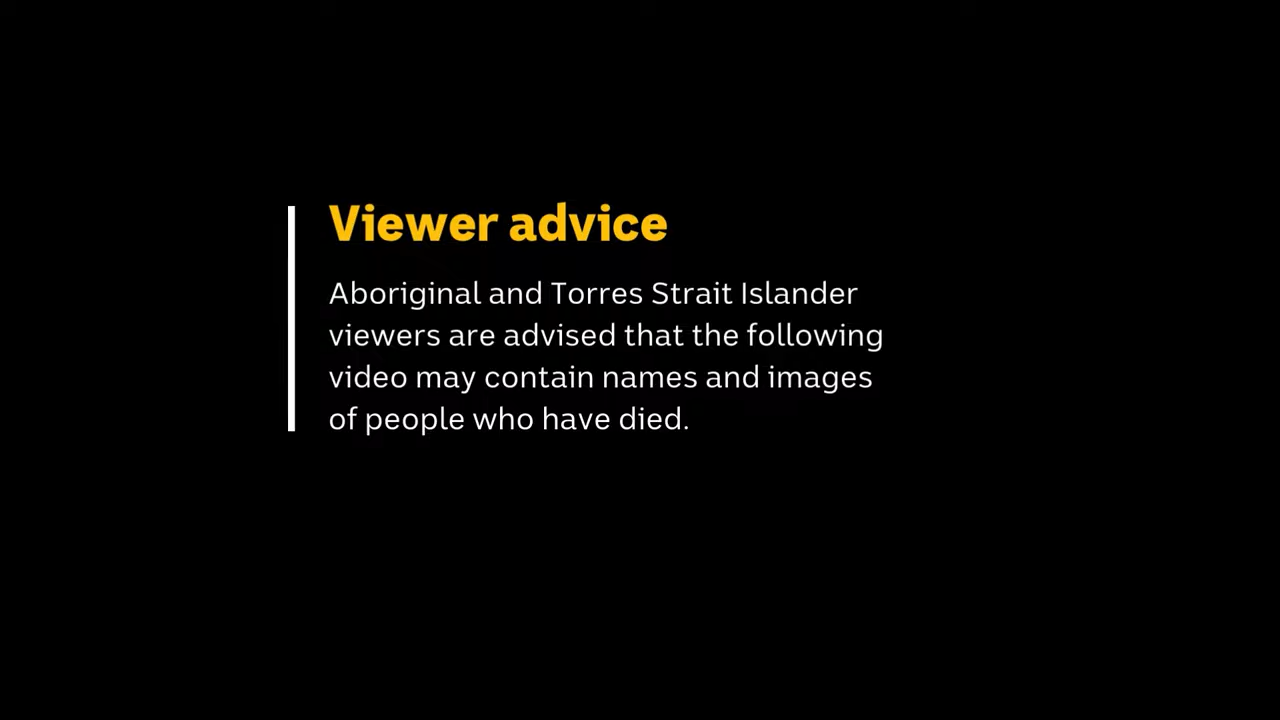 Viewer advice
Aboriginal and Torres Strait Islander
viewers are advised that the following
video may contain names and images
of people who have died.